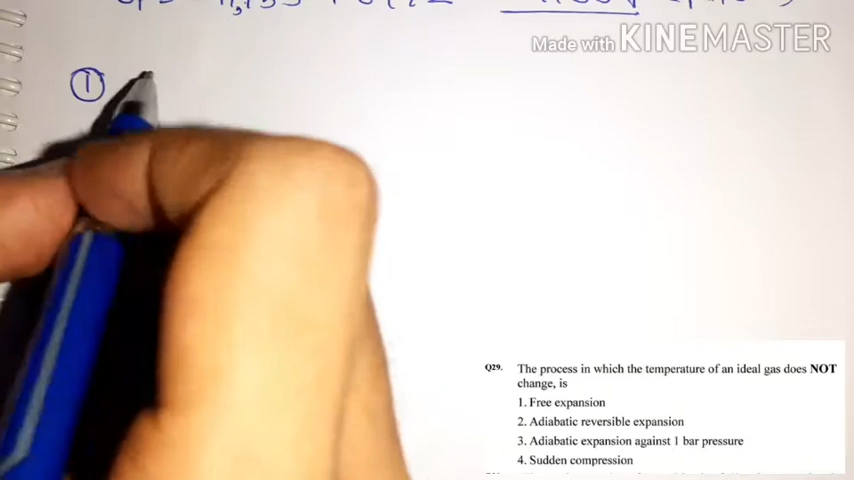 Made with KINEMASTER
1
Q29. The process in which the temperature of an ideal gas does NOT
change, is
1. Free expansion
2. Adiabatic reversible expansion
3. Adiabatic expansion against 1 bar pressure
4. Sudden compression